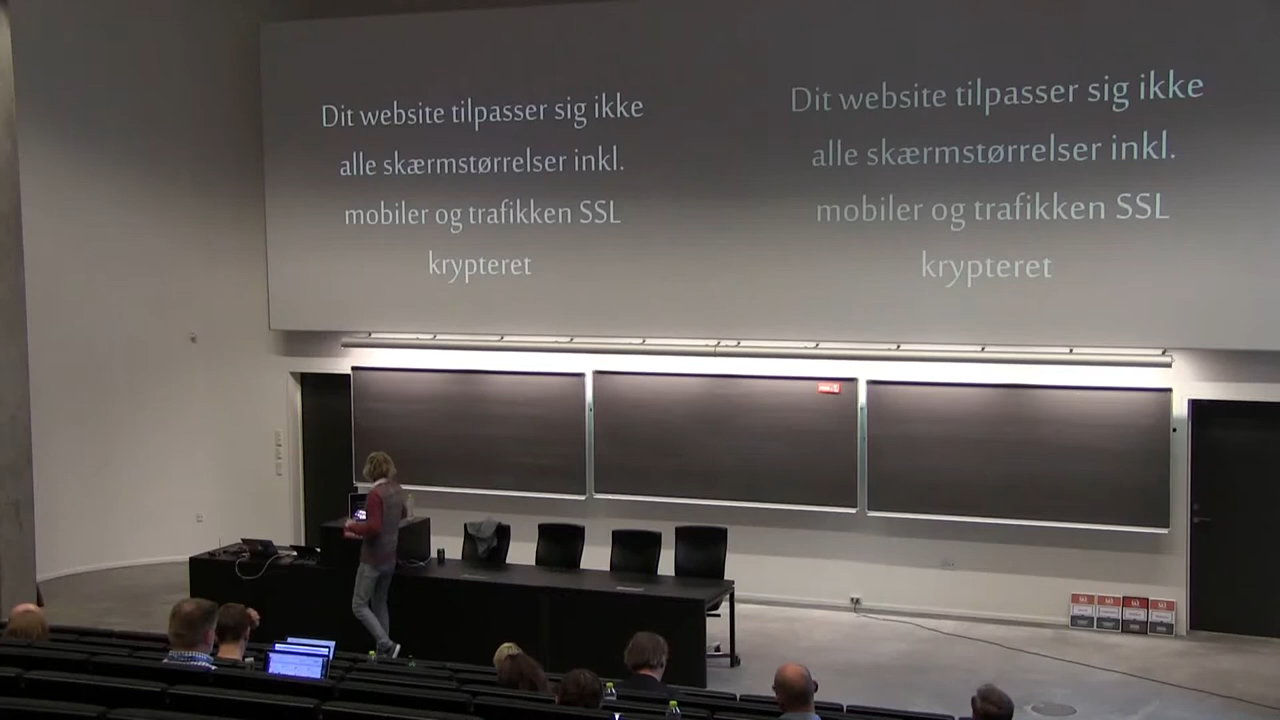 Dit website tilpasser sig ikke
alle skærmstørrelser inkl.
mobiler og trafikken SSL
krypteret
Dit website tilpasser sig ikke
alle skærmstørrelser inkl.
mobiler og trafikken SSL
krypteret